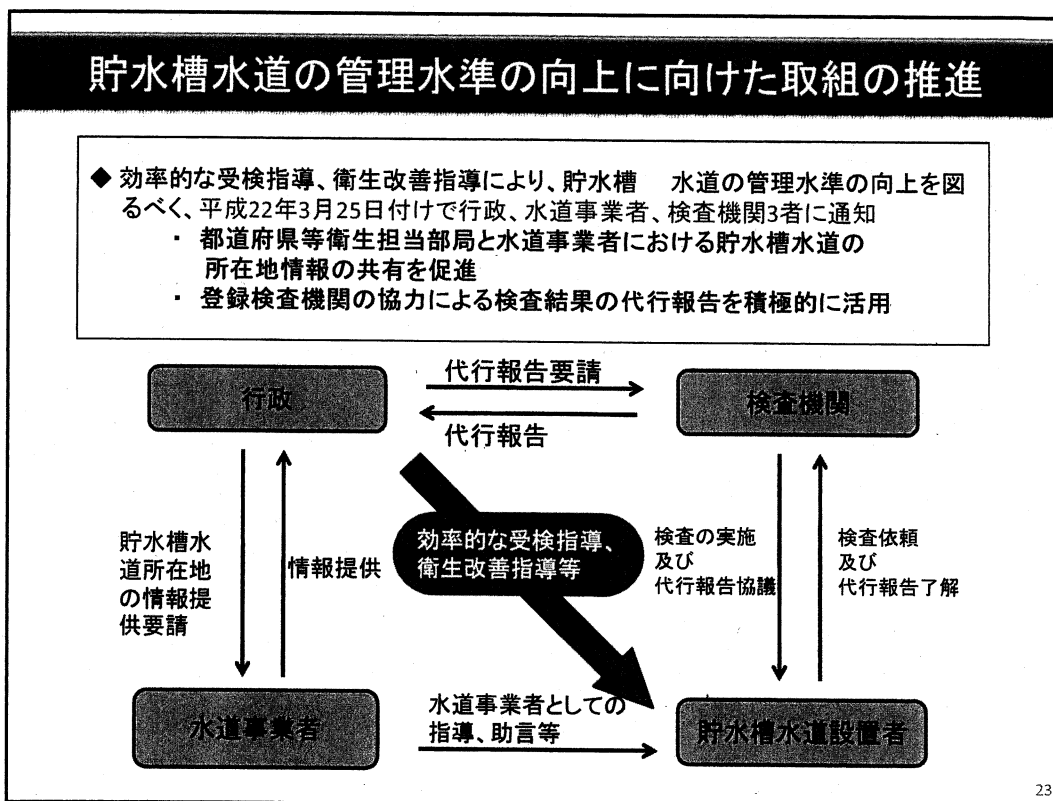 貯水槽水道の管理水準の向上に向けた取組の推進
◆ 効率的な受検指導、衛生改善指導により、貯水槽　水道の管理水準の向上を図
るべく、平成22年3月25日付けで行政、水道事業者、検査機関3者に通知
・ 都道府県等衛生担当部局と水道事業者における貯水槽水道の
所在地情報の共有を促進
・ 登録検査機関の協力による検査結果の代行報告を積極的に活用
行政
代行報告要請
代行報告
検査機関
貯水槽水
道所在地
の情報提
供要請
情報提供
効率的な受検指導、
衛生改善指導等
検査の実施
及び
代行報告協議
検査依頼
及び
代行報告了解
水道事業者
水道事業者としての
指導、助言等
貯水槽水道設置者
23